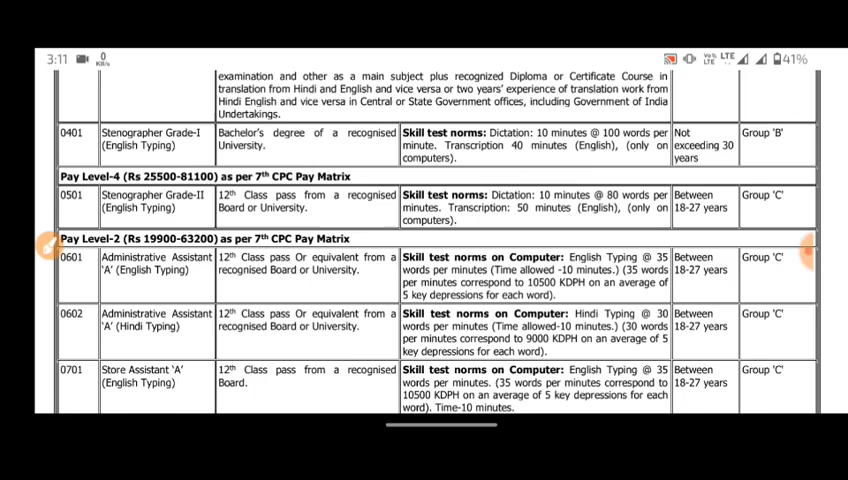 3:11 0 KB/s Vo LTE LTE 41%
examination and other as a main subject plus recognized Diploma or Certificate Course in
translation from Hindi and English and vice versa or two years' experience of translation work from
Hindi English and vice versa in Central or State Government offices, including Government of India
Undertakings.
0401 Stenographer Grade-I Bachelor's degree of a recognised Skill test norms: Dictation: 10 minutes @ 100 words per Not Group 'B'
(English Typing) University. minute. Transcription 40 minutes (English), (only on exceeding 30
computers). years
Pay Level-4 (Rs 25500-81100) as per 7th CPC Pay Matrix
0501 Stenographer Grade-II 12th Class pass from a recognised Skill test norms: Dictation: 10 minutes @ 80 words per Between Group 'C'
(English Typing) Board or University. minutes. Transcription: 50 minutes (English), (only on 18-27 years
computers).
Pay Level-2 (Rs 19900-63200) as per 7th CPC Pay Matrix
0601 Administrative Assistant 12th Class pass Or equivalent from a Skill test norms on Computer: English Typing @ 35 Between Group 'C'
'A' (English Typing) recognised Board or University. words per minutes (Time allowed -10 minutes.) (35 words 18-27 years
per minutes correspond to 10500 KDPH on an average of
5 key depressions for each word).
0602 Administrative Assistant 12th Class pass Or equivalent from a Skill test norms on Computer: Hindi Typing @ 30 Between Group 'C'
'A' (Hindi Typing) recognised Board or University. words per minutes (Time allowed-10 minutes.) (30 words 18-27 years
per minutes correspond to 9000 KDPH on an average of 5
key depressions for each word).
0701 Store Assistant 'A' 12th Class pass from a recognised Skill test norms on Computer: English Typing @ 35 Between Group 'C'
(English Typing) Board. words per minutes. (35 words per minutes correspond to 18-27 years
10500 KDPH on an average of 5 key depressions for each
word). Time-10 minutes.